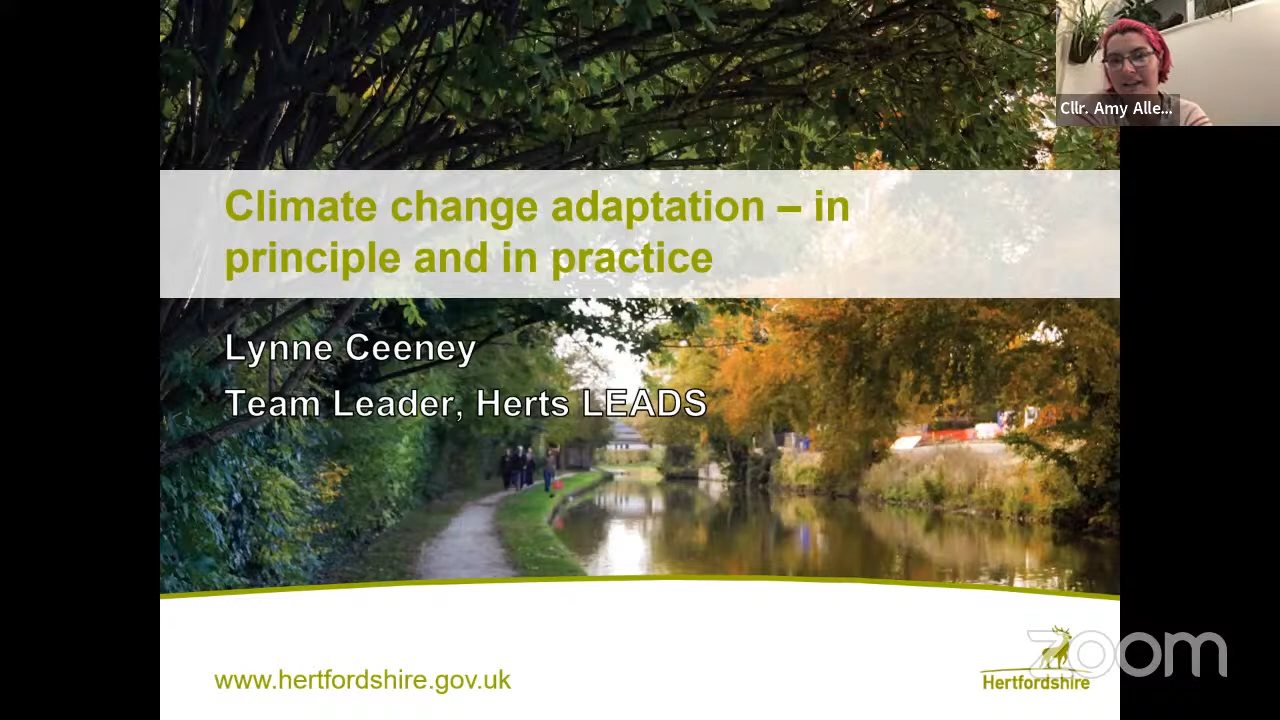 Cllr. Amy Alle...
Climate change adaptation – in
principle and in practice
Lynne Ceeney
Team Leader, Herts LEADS
zoom
www.hertfordshire.gov.uk
Hertfordshire